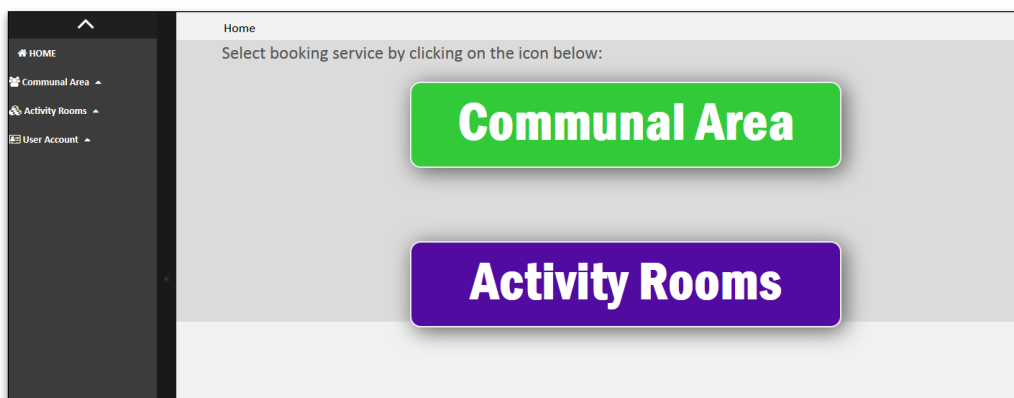 HOME
Communal Area
Activity Rooms
User Account
Home
Select booking service by clicking on the icon below:
Communal Area
Activity Rooms